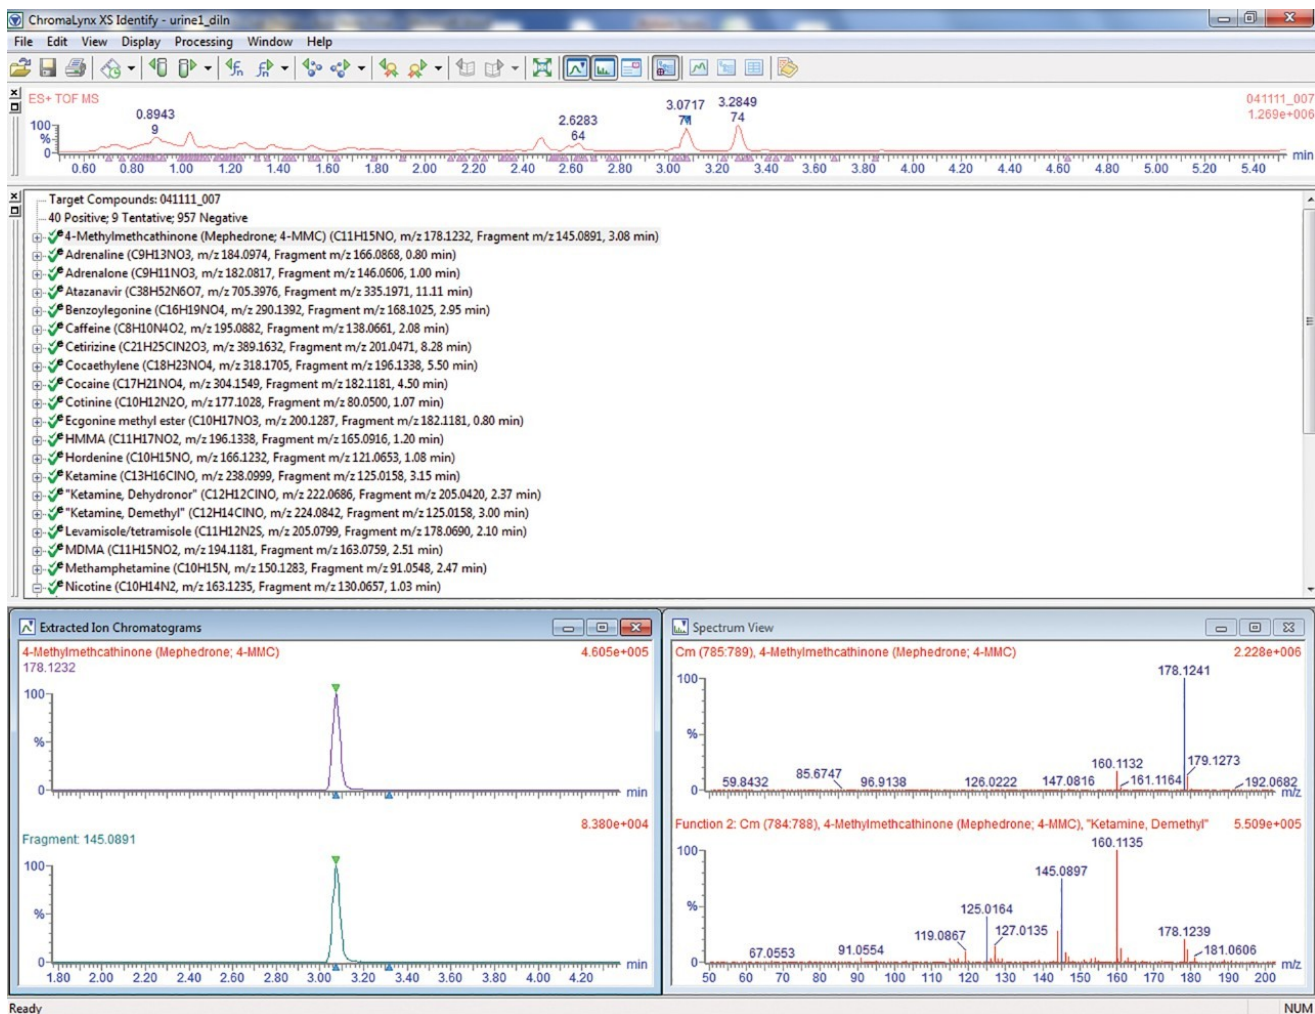 ChromaLynx XS Identify - urine1_diln
File Edit View Display Processing Window Help
ES+ TOF MS
041111_007
1.269e+006
0.8943
9
2.6283
64
3.0717
71
3.2849
74
100
%
0
0.60 0.80 1.00 1.20 1.40 1.60 1.80 2.00 2.20 2.40 2.60 2.80 3.00 3.20 3.40 3.60 3.80 4.00 4.20 4.40 4.60 4.80 5.00 5.20 5.40 min
Target Compounds: 041111_007
40 Positive; 9 Tentative; 957 Negative
4-Methylmethcathinone (Mephedrone; 4-MMC) (C11H15NO, m/z 178.1232, Fragment m/z 145.0891, 3.08 min)
Adrenaline (C9H13NO3, m/z 184.0974, Fragment m/z 166.0868, 0.80 min)
Adrenalone (C9H11NO3, m/z 182.0817, Fragment m/z 146.0606, 1.00 min)
Atazanavir (C38H52N6O7, m/z 705.3976, Fragment m/z 335.1971, 11.11 min)
Benzoylegonine (C16H19NO4, m/z 290.1392, Fragment m/z 168.1025, 2.95 min)
Caffeine (C8H10N4O2, m/z 195.0882, Fragment m/z 138.0661, 2.08 min)
Cetirizine (C21H25ClN2O3, m/z 389.1632, Fragment m/z 201.0471, 8.28 min)
Cocaethylene (C18H23NO4, m/z 318.1705, Fragment m/z 196.1338, 5.50 min)
Cocaine (C17H21NO4, m/z 304.1549, Fragment m/z 182.1181, 4.50 min)
Cotinine (C10H12N2O, m/z 177.1028, Fragment m/z 80.0500, 1.07 min)
Ecgonine methyl ester (C10H17NO3, m/z 200.1287, Fragment m/z 182.1181, 0.80 min)
HMMA (C11H17NO2, m/z 196.1338, Fragment m/z 165.0916, 1.20 min)
Hordenine (C10H15NO, m/z 166.1232, Fragment m/z 121.0653, 1.08 min)
Ketamine (C13H16ClNO, m/z 238.0999, Fragment m/z 125.0158, 3.15 min)
"Ketamine, Dehydronor" (C12H12ClNO, m/z 222.0686, Fragment m/z 205.0420, 2.37 min)
"Ketamine, Demethyl" (C12H14ClNO, m/z 224.0842, Fragment m/z 125.0158, 3.00 min)
Levamisole/tetramisole (C11H12N2S, m/z 205.0799, Fragment m/z 178.0690, 2.10 min)
MDMA (C11H15NO2, m/z 194.1181, Fragment m/z 163.0759, 2.51 min)
Methamphetamine (C10H15N, m/z 150.1283, Fragment m/z 91.0548, 2.47 min)
Nicotine (C10H14N2, m/z 163.1235, Fragment m/z 130.0657, 1.03 min)
Extracted Ion Chromatograms
4-Methylmethcathinone (Mephedrone; 4-MMC) 4.605e+005
178.1232
100
%
0
min
8.380e+004
Fragment: 145.0891
100
%
0
1.80 2.00 2.20 2.40 2.60 2.80 3.00 3.20 3.40 3.60 3.80 4.00 4.20 min
Spectrum View
Cm (785:789), 4-Methylmethcathinone (Mephedrone; 4-MMC) 2.228e+006
100
%
0
178.1241
160.1132
179.1273
59.8432 85.6747 96.9138 126.0222 147.0816 161.1164 192.0682
m/z
Function 2: Cm (784:788), 4-Methylmethcathinone (Mephedrone; 4-MMC), "Ketamine, Demethyl" 5.509e+005
100
%
0
160.1135
145.0897
125.0164
119.0867 127.0135 178.1239
67.0553 91.0554 181.0606
50 60 70 80 90 100 110 120 130 140 150 160 170 180 190 200 m/z
Ready NUM